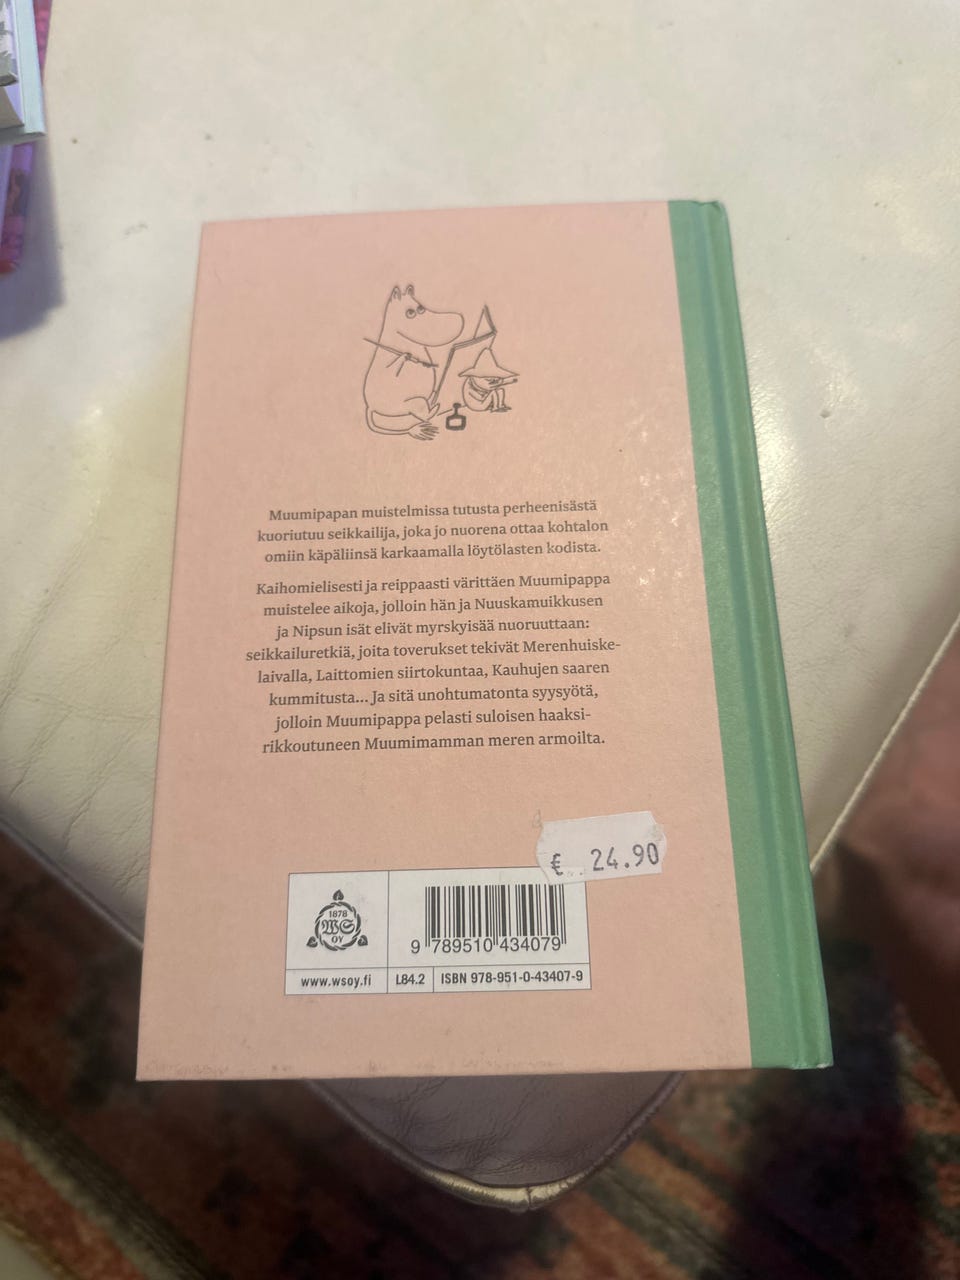 Muumipapan muistelmissa tutusta perheenisästä
kuoriutuu seikkailija, joka jo nuorena ottaa kohtalon
omiin käpäliinsä karkaamalla löytölasten kodista.
Kaihomielisesti ja reippaasti värittäen Muumipappa
muistelee aikoja, jolloin hän ja Nuuskamuikkusen
ja Nipsun isät elivät myrskyisää nuoruuttaan:
seikkailuretkiä, joita toverukset tekivät Merenhuiske-
laivalla, Laittomien siirtokuntaa, Kauhujen saaren
kummitusta... Ja sitä unohtumatonta syysyötä,
jolloin Muumipappa pelasti suloisen haaksi-
rikkoutuneen Muumimamman meren armoilta.
€ 24.90
1878
WS
OY
9 789510 434079
www.wsoy.fi
L84.2
ISBN 978-951-0-43407-9